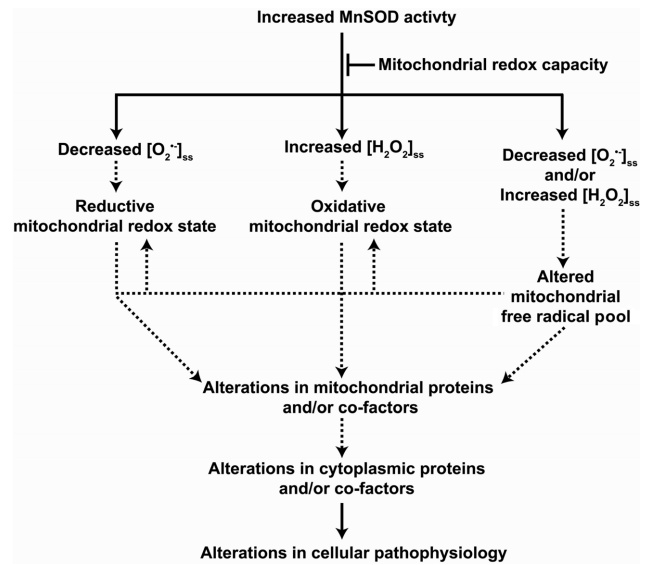 Increased MnSOD activty
Mitochondrial redox capacity
Decreased [O₂•-]ss
Increased [H₂O₂]ss
Decreased [O₂•-]ss
and/or
Increased [H₂O₂]ss
Reductive
mitochondrial redox state
Oxidative
mitochondrial redox state
Altered
mitochondrial
free radical pool
Alterations in mitochondrial proteins
and/or co-factors
Alterations in cytoplasmic proteins
and/or co-factors
Alterations in cellular pathophysiology